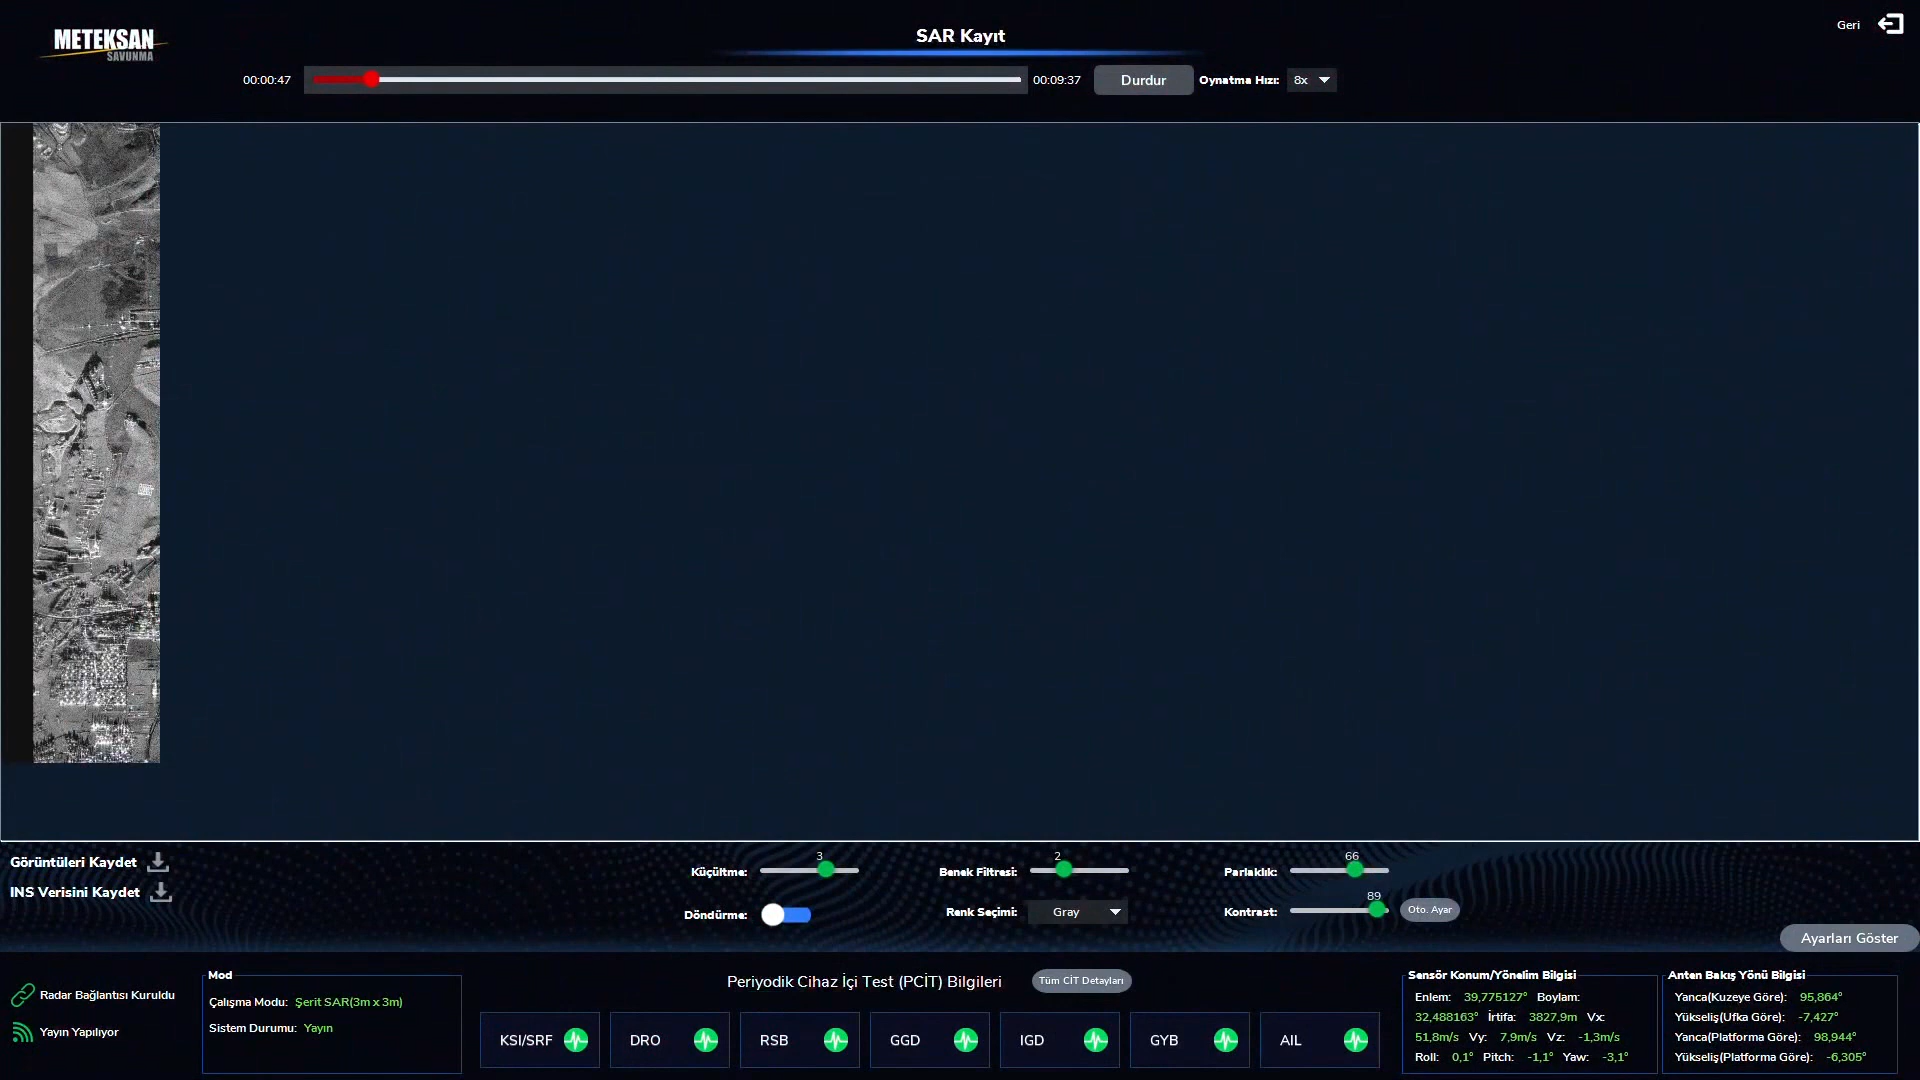 METEKSAN
SAVUNMA
SAR Kayıt
Geri
00:00:47
00:09:37
Durdur
Oynatma Hızı:
8x
Görüntüleri Kaydet
INS Verisini Kaydet
Küçültme:
3
Döndürme:
Benek Filtresi:
2
Renk Seçimi:
Gray
Parlaklık:
66
Kontrast:
89
Oto. Ayar
Ayarları Göster
Radar Bağlantısı Kuruldu
Yayın Yapılıyor
Mod
Çalışma Modu: Şerit SAR(3m x 3m)
Sistem Durumu: Yayın
Periyodik Cihaz İçi Test (PCİT) Bilgileri
Tüm CİT Detayları
KSI/SRF
DRO
RSB
GGD
IGD
GYB
AIL
Sensör Konum/Yönelim Bilgisi
Enlem: 39,775127° Boylam:
32,488163° İrtifa: 3827,9m Vx:
51,8m/s Vy: 7,9m/s Vz: -1,3m/s
Roll: 0,1° Pitch: -1,1° Yaw: -3,1°
Anten Bakış Yönü Bilgisi
Yanca(Kuzeye Göre): 95,864°
Yükseliş(Ufka Göre): -7,427°
Yanca(Platforma Göre): 98,944°
Yükseliş(Platforma Göre): -6,305°